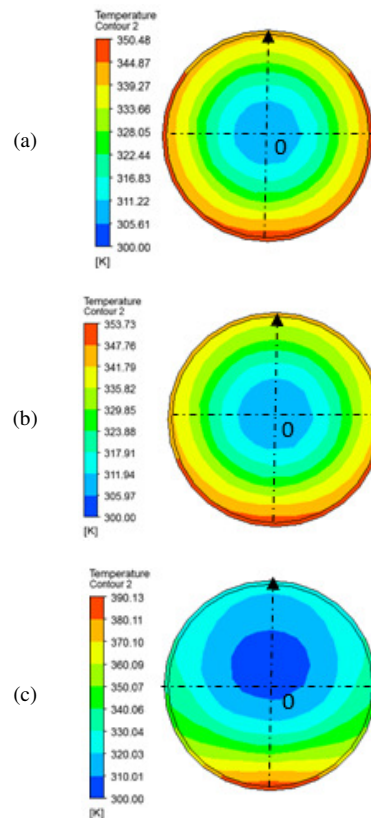 Temperature
Contour 2
350.48
344.87
339.27
333.66
328.05
322.44
316.83
311.22
305.61
300.00
[K]
0
(a)
Temperature
Contour 2
353.73
347.76
341.79
335.82
329.85
323.88
317.91
311.94
305.97
300.00
[K]
0
(b)
Temperature
Contour 2
390.13
380.11
370.10
360.09
350.07
340.06
330.04
320.03
310.01
300.00
[K]
0
(c)